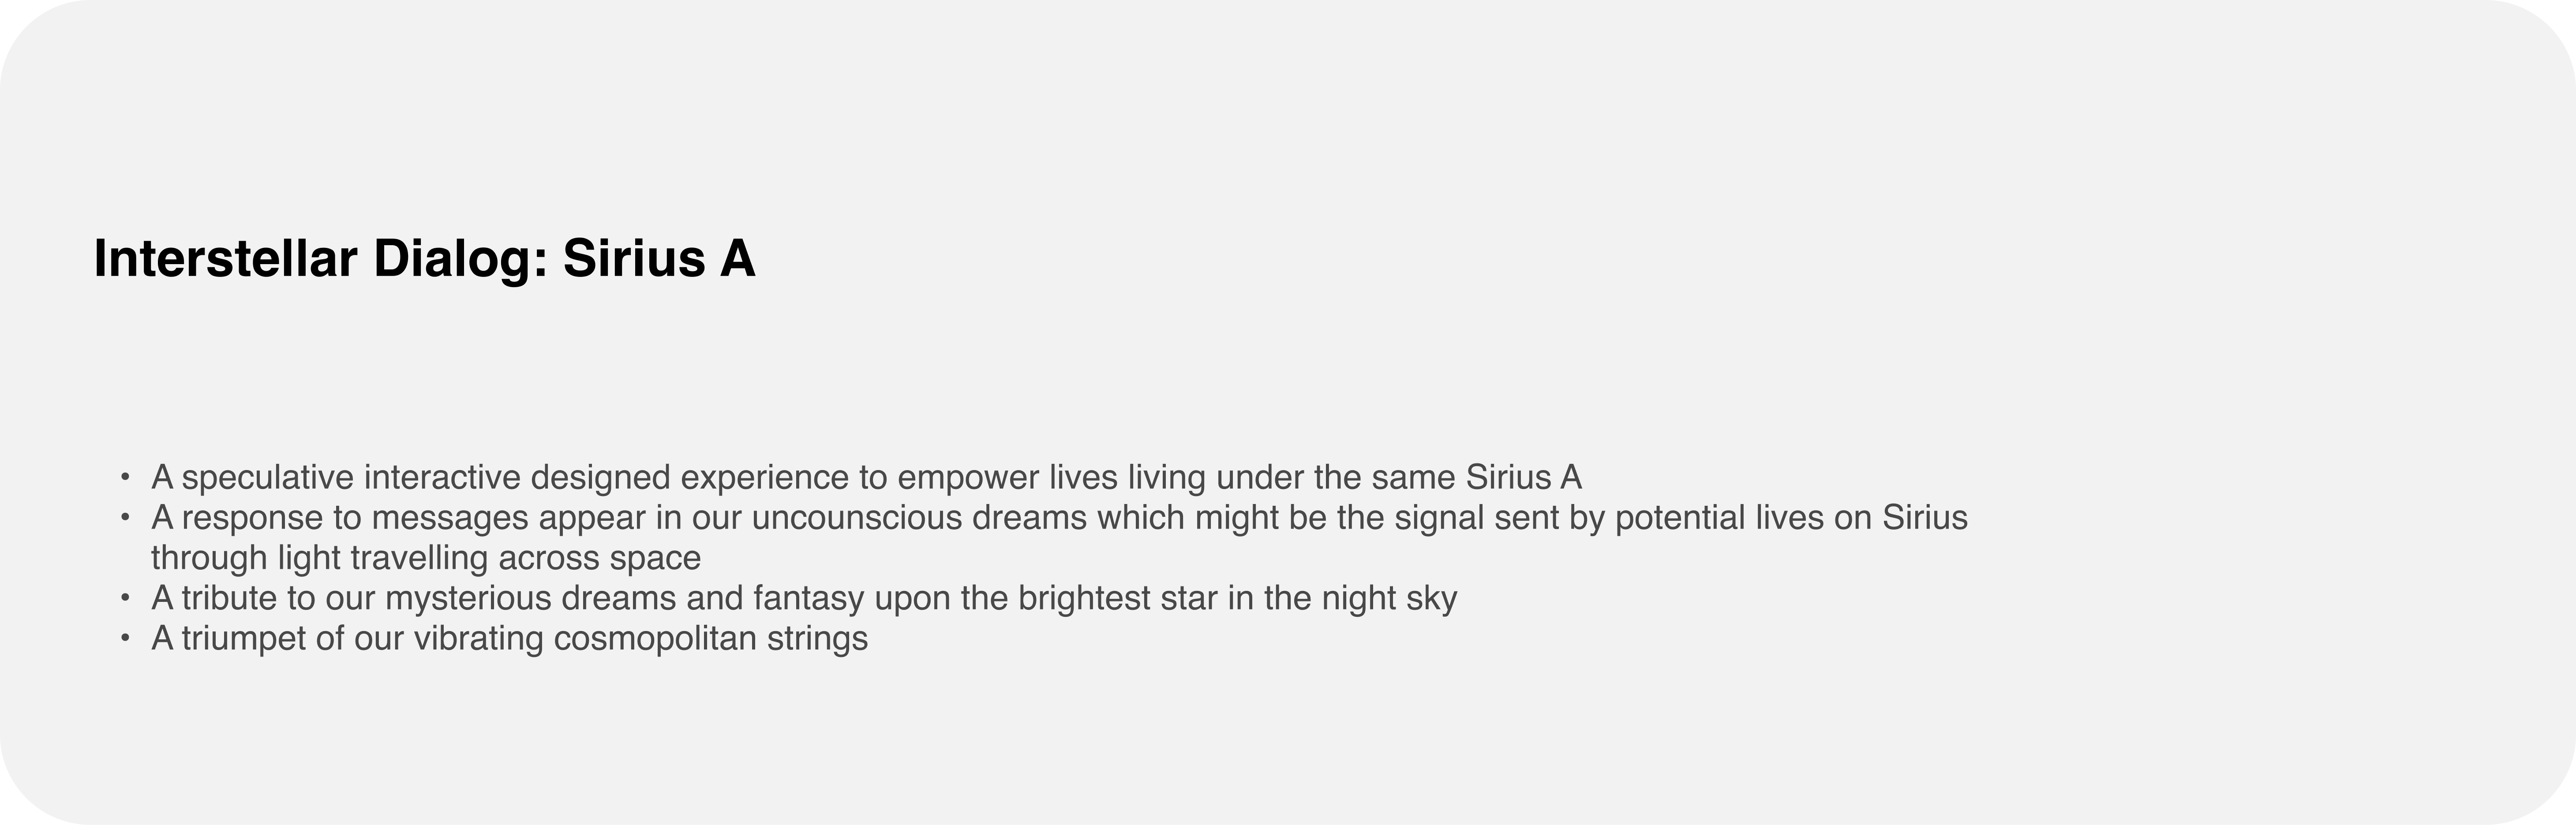 Interstellar Dialog: Sirius A
• A speculative interactive designed experience to empower lives living under the same Sirius A
• A response to messages appear in our uncounscious dreams which might be the signal sent by potential lives on Sirius
through light travelling across space
• A tribute to our mysterious dreams and fantasy upon the brightest star in the night sky
• A triumpet of our vibrating cosmopolitan strings